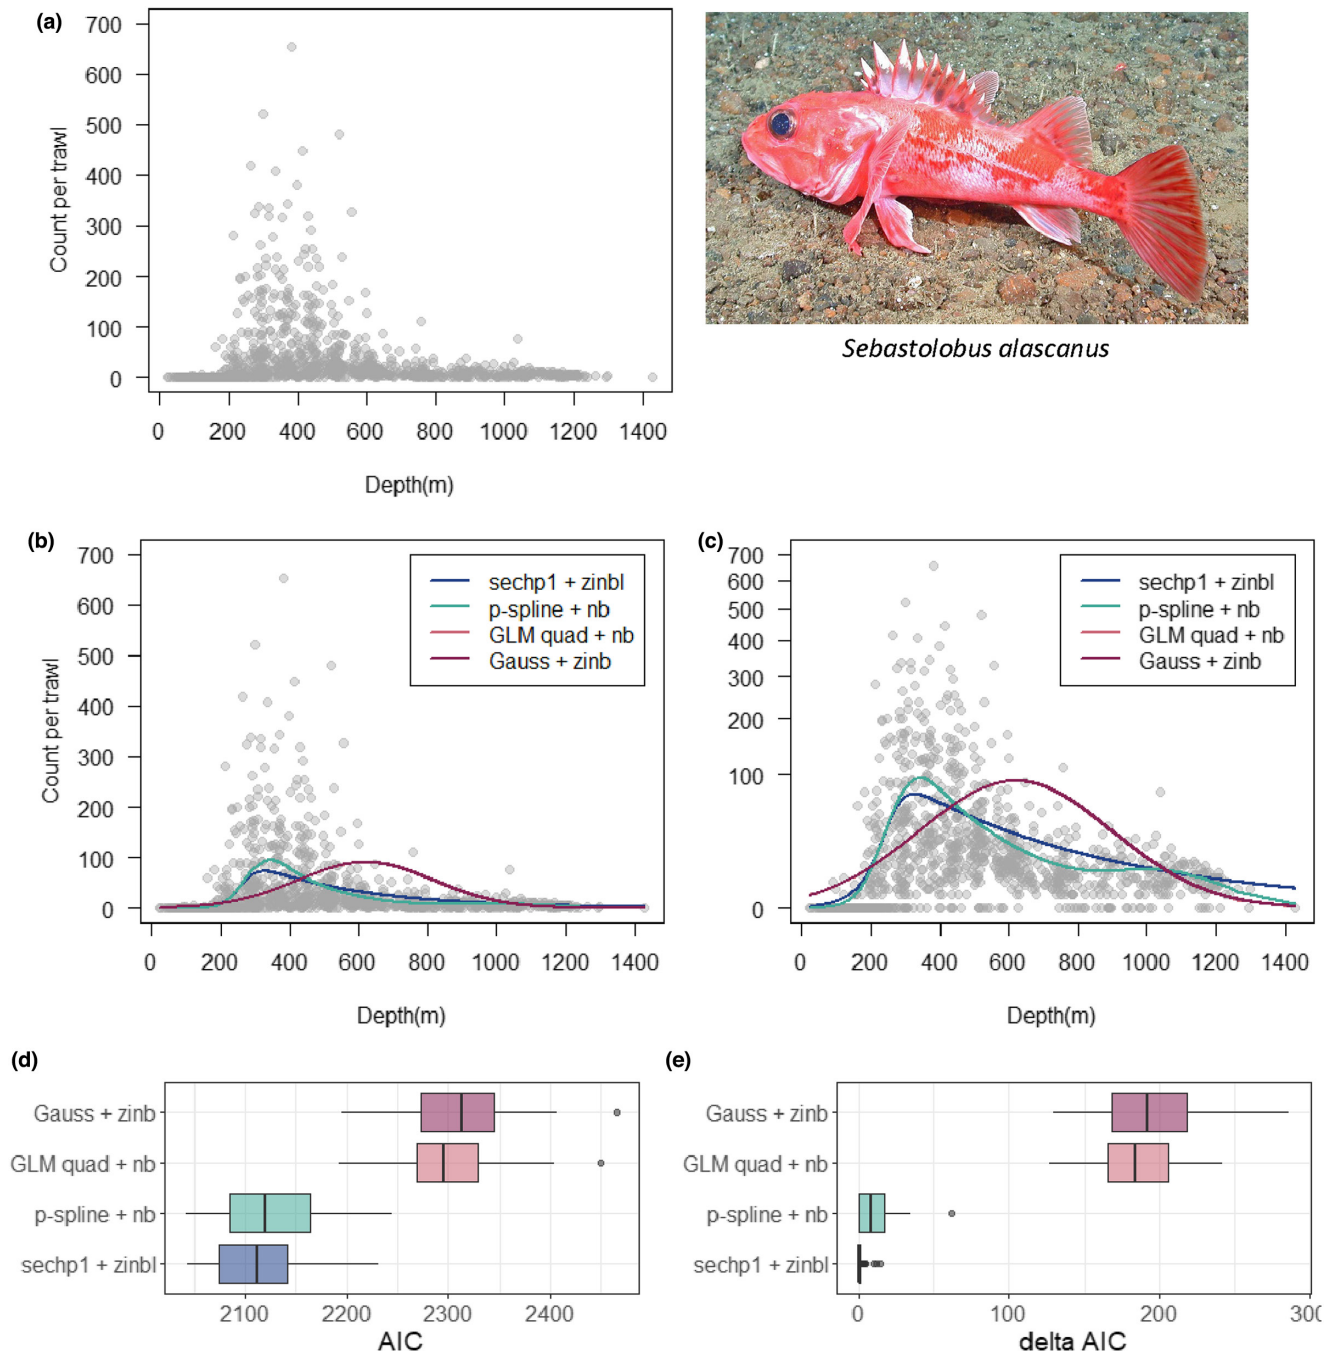 (a)
700
600
500
400
300
200
100
0
Count per trawl
0 200 400 600 800 1000 1200 1400
Depth(m)
Sebastolobus alascanus
(b)
700
600
500
400
300
200
100
0
Count per trawl
sechp1 + zinbl
p-spline + nb
GLM quad + nb
Gauss + zinb
0 200 400 600 800 1000 1200 1400
Depth(m)
(c)
700
600
500
400
300
200
100
0
sechp1 + zinbl
p-spline + nb
GLM quad + nb
Gauss + zinb
0 200 400 600 800 1000 1200 1400
Depth(m)
(d)
Gauss + zinb
GLM quad + nb
p-spline + nb
sechp1 + zinbl
2100 2200 2300 2400
AIC
(e)
Gauss + zinb
GLM quad + nb
p-spline + nb
sechp1 + zinbl
0 100 200 300
delta AIC